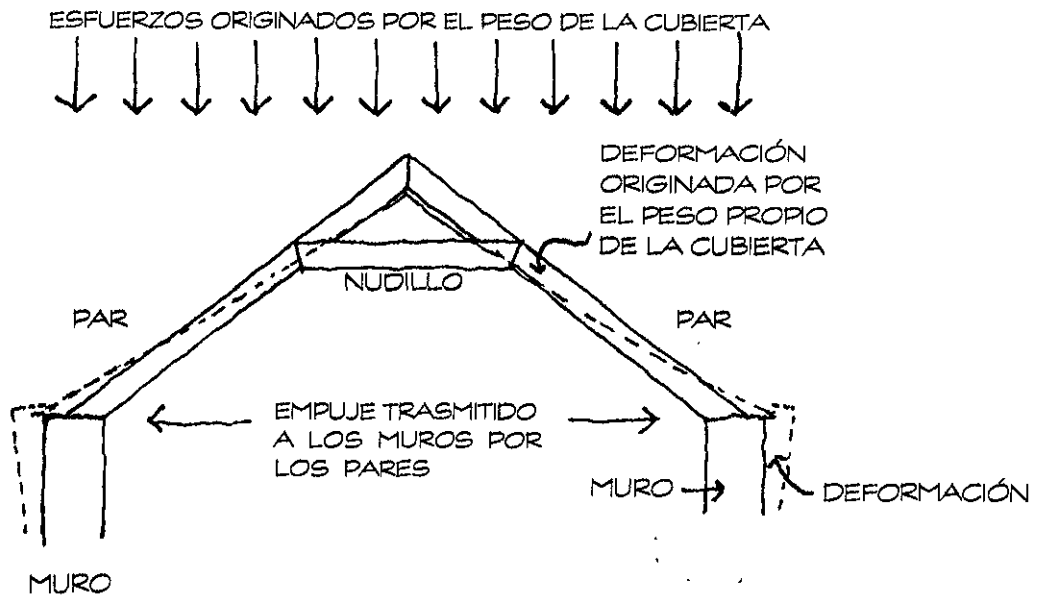 ESFUERZOS ORIGINADOS POR EL PESO DE LA CUBIERTA
DEFORMACIÓN
ORIGINADA POR
EL PESO PROPIO
DE LA CUBIERTA
NUDILLO
PAR
PAR
EMPUJE TRASMITIDO
A LOS MUROS POR
LOS PARES
MURO
DEFORMACIÓN
MURO